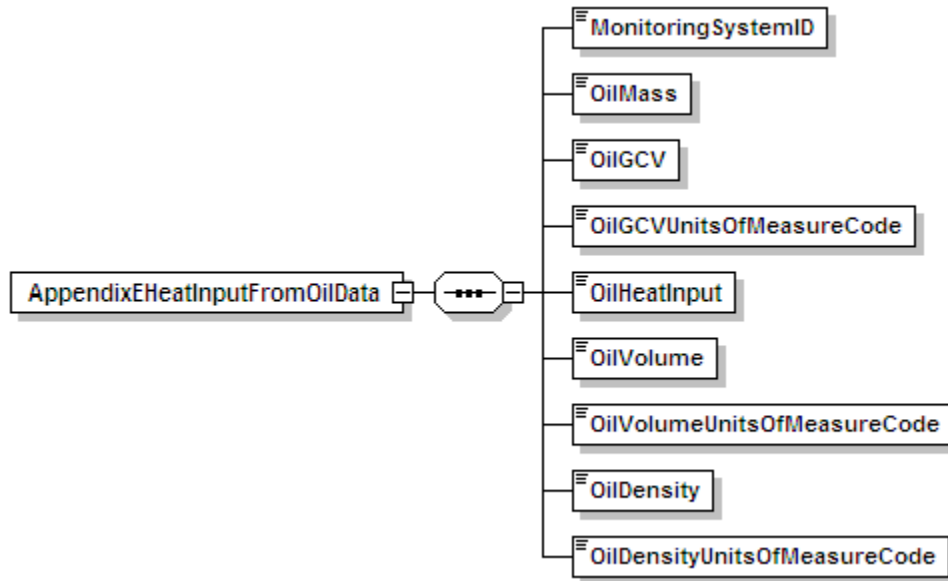 MonitoringSystemID
OilMass
OilGCV
OilGCVUnitsOfMeasureCode
AppendixEHeatInputFromOilData
OilHeatInput
OilVolume
OilVolumeUnitsOfMeasureCode
OilDensity
OilDensityUnitsOfMeasureCode